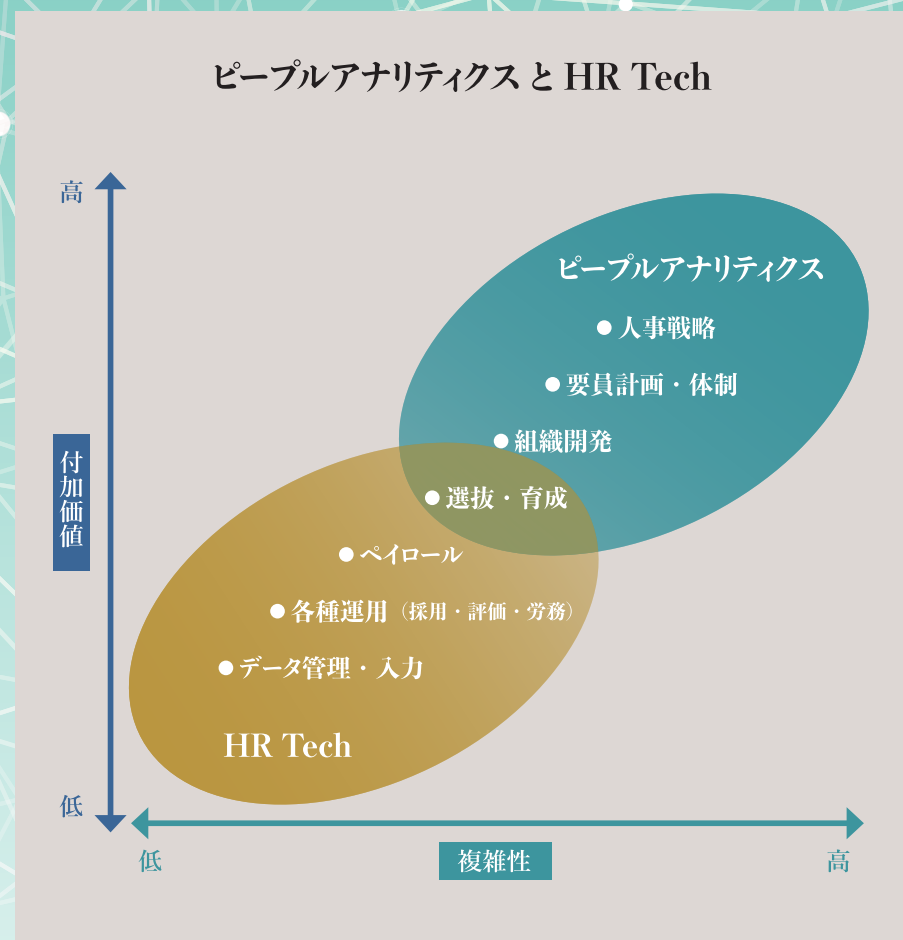 ピープルアナリティクス と HR Tech
高
ピープルアナリティクス
● 人事戦略
● 要員計画・体制
● 組織開発
付加価値
● 選抜・育成
● ペイロール
● 各種運用（採用・評価・労務）
● データ管理・入力
HR Tech
低
低
複雑性
高